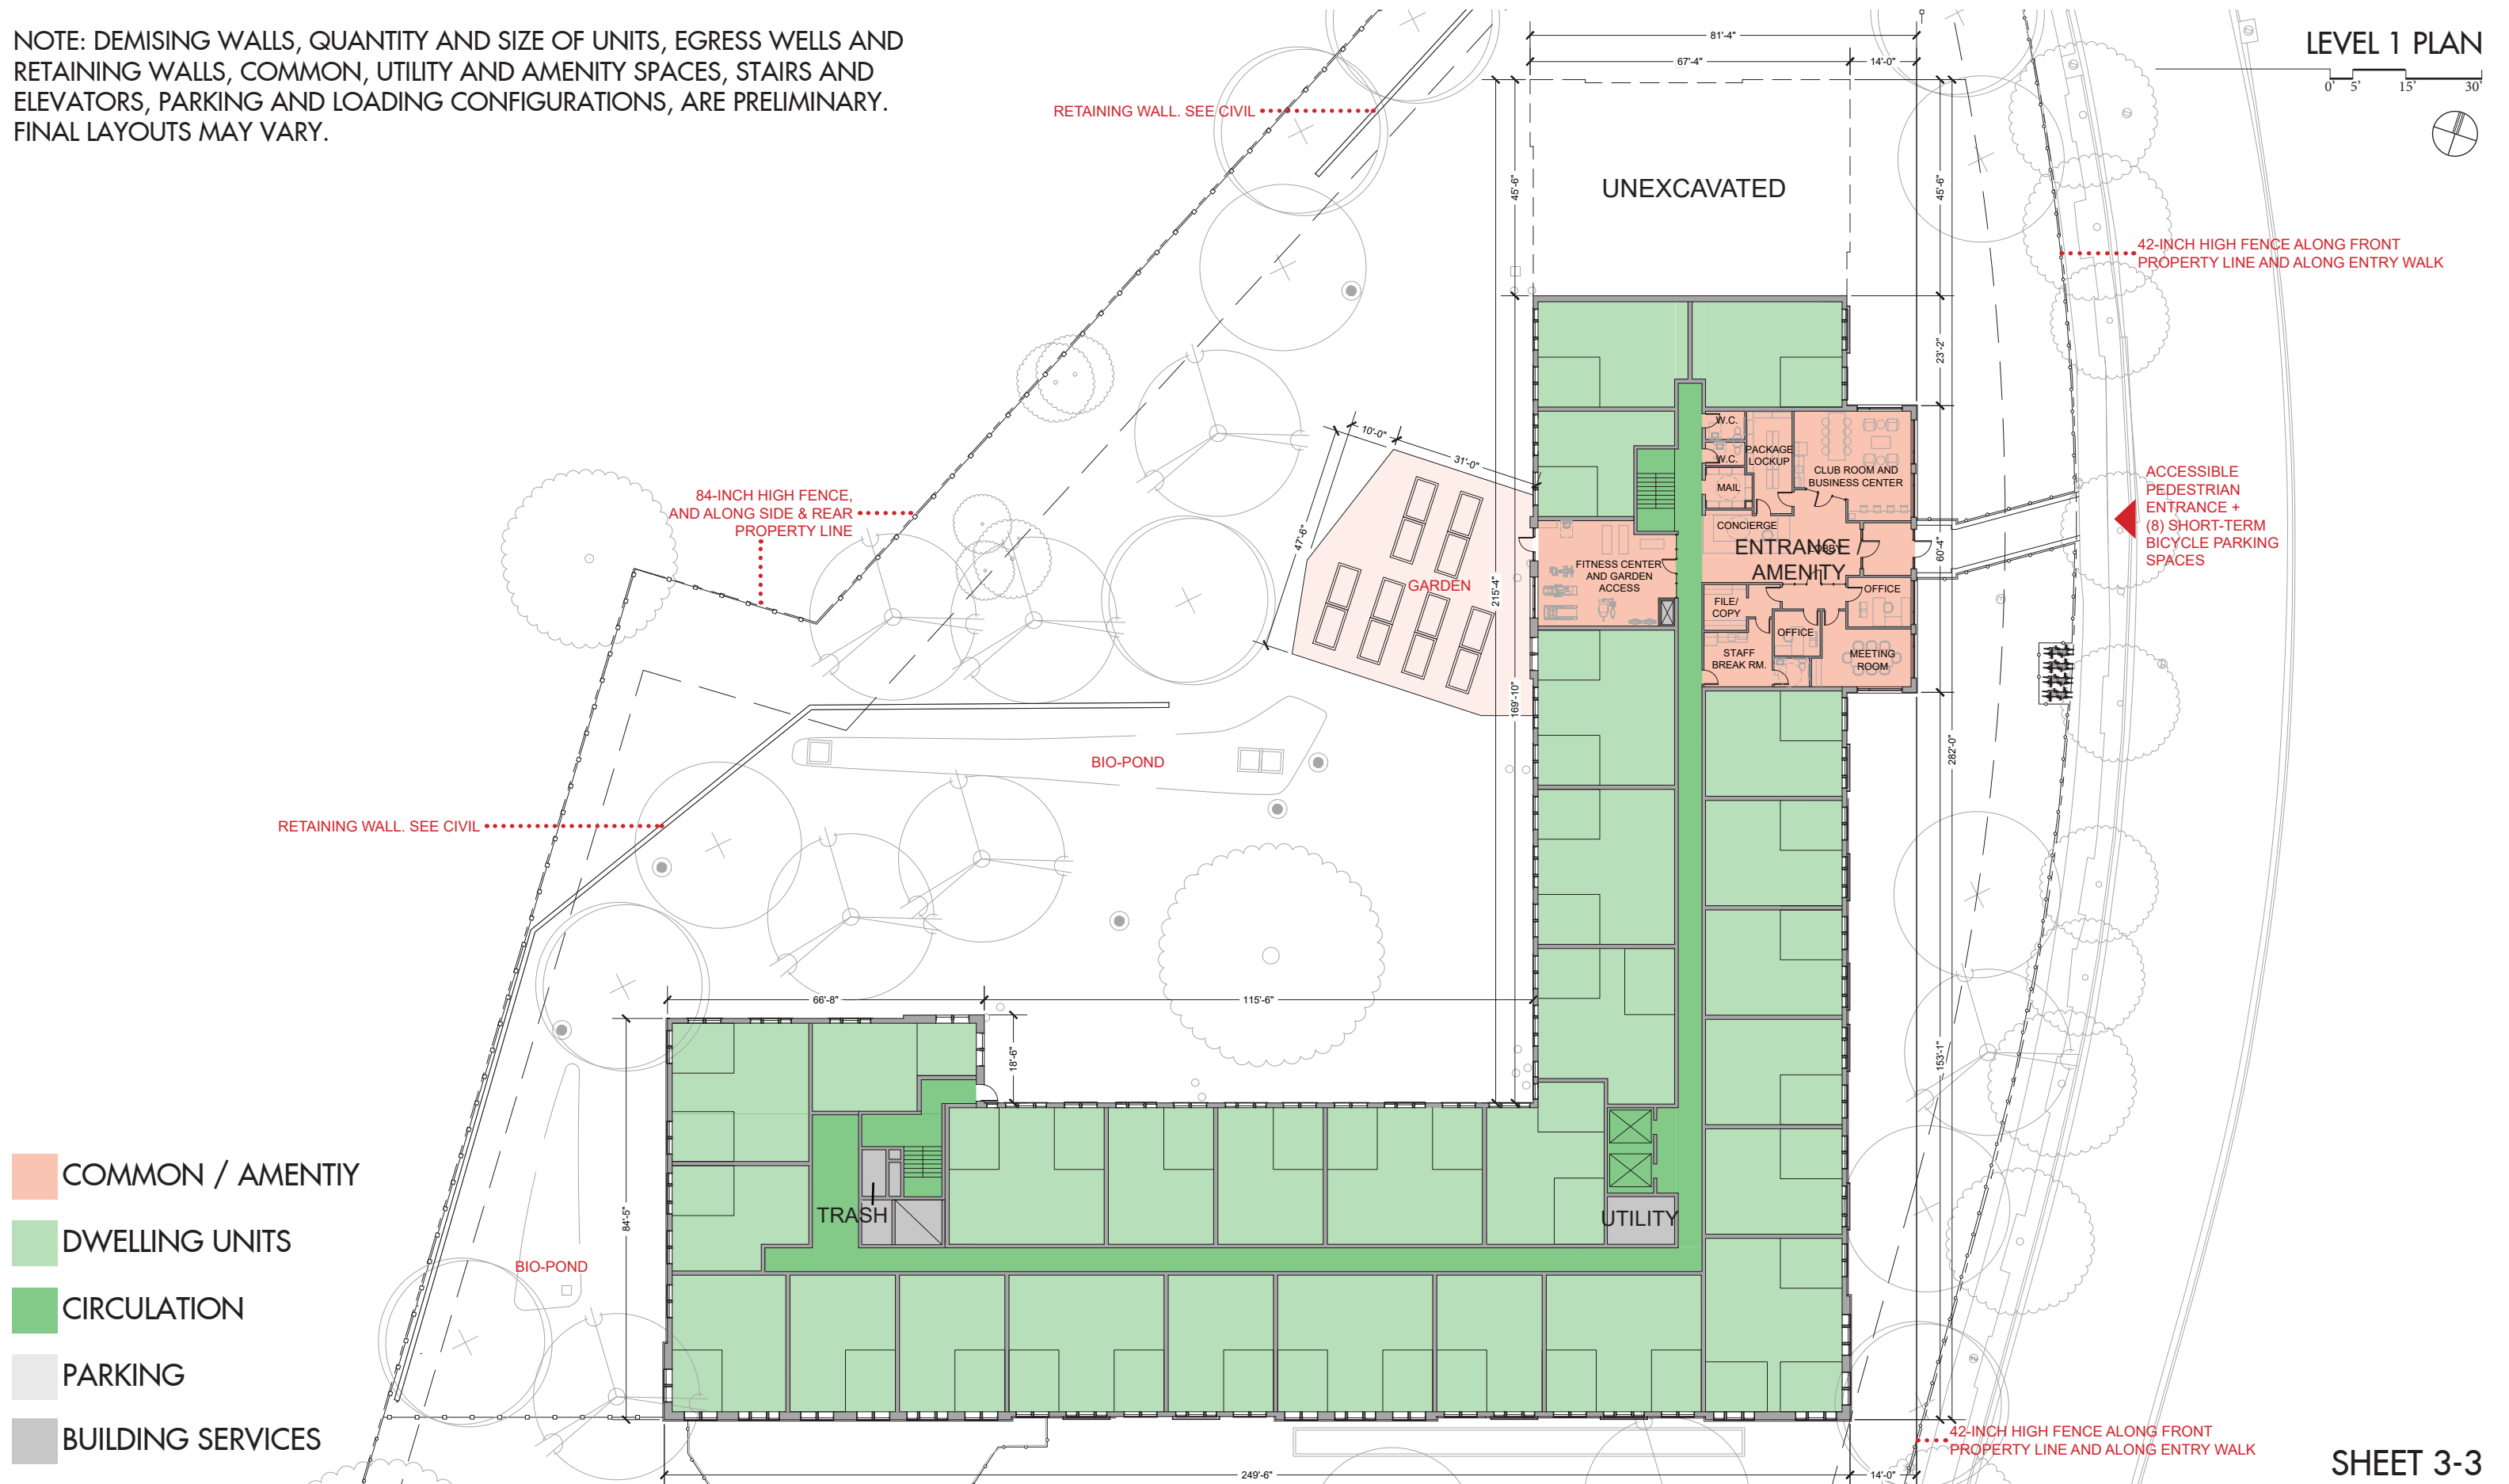 NOTE: DEMISING WALLS, QUANTITY AND SIZE OF UNITS, EGRESS WELLS AND
RETAINING WALLS, COMMON, UTILITY AND AMENITY SPACES, STAIRS AND
ELEVATORS, PARKING AND LOADING CONFIGURATIONS, ARE PRELIMINARY.
FINAL LAYOUTS MAY VARY.
LEVEL 1 PLAN
0' 5' 15' 30'
81'-4"
67'-4"
14'-0"
RETAINING WALL. SEE CIVIL
UNEXCAVATED
45'-6"
45'-6"
42-INCH HIGH FENCE ALONG FRONT
PROPERTY LINE AND ALONG ENTRY WALK
23'-2"
10'-0"
31'-0"
47'-6"
84-INCH HIGH FENCE,
AND ALONG SIDE & REAR
PROPERTY LINE
W.C.
W.C.
PACKAGE
LOCKUP
MAIL
CLUB ROOM AND
BUSINESS CENTER
CONCIERGE
LOBBY
ENTRANCE
AMENITY
ACCESSIBLE
PEDESTRIAN
ENTRANCE +
(8) SHORT-TERM
BICYCLE PARKING
SPACES
60'-4"
FITNESS CENTER
AND GARDEN
ACCESS
GARDEN
215'-4"
FILE/
COPY
OFFICE
OFFICE
STAFF
BREAK RM.
MEETING
ROOM
169'-10"
282'-0"
BIO-POND
RETAINING WALL. SEE CIVIL
66'-8"
115'-6"
18'-6"
153'-1"
84'-5"
TRASH
UTILITY
BIO-POND
COMMON / AMENTIY
DWELLING UNITS
CIRCULATION
PARKING
BUILDING SERVICES
42-INCH HIGH FENCE ALONG FRONT
PROPERTY LINE AND ALONG ENTRY WALK
249'-6"
14'-0"
SHEET 3-3